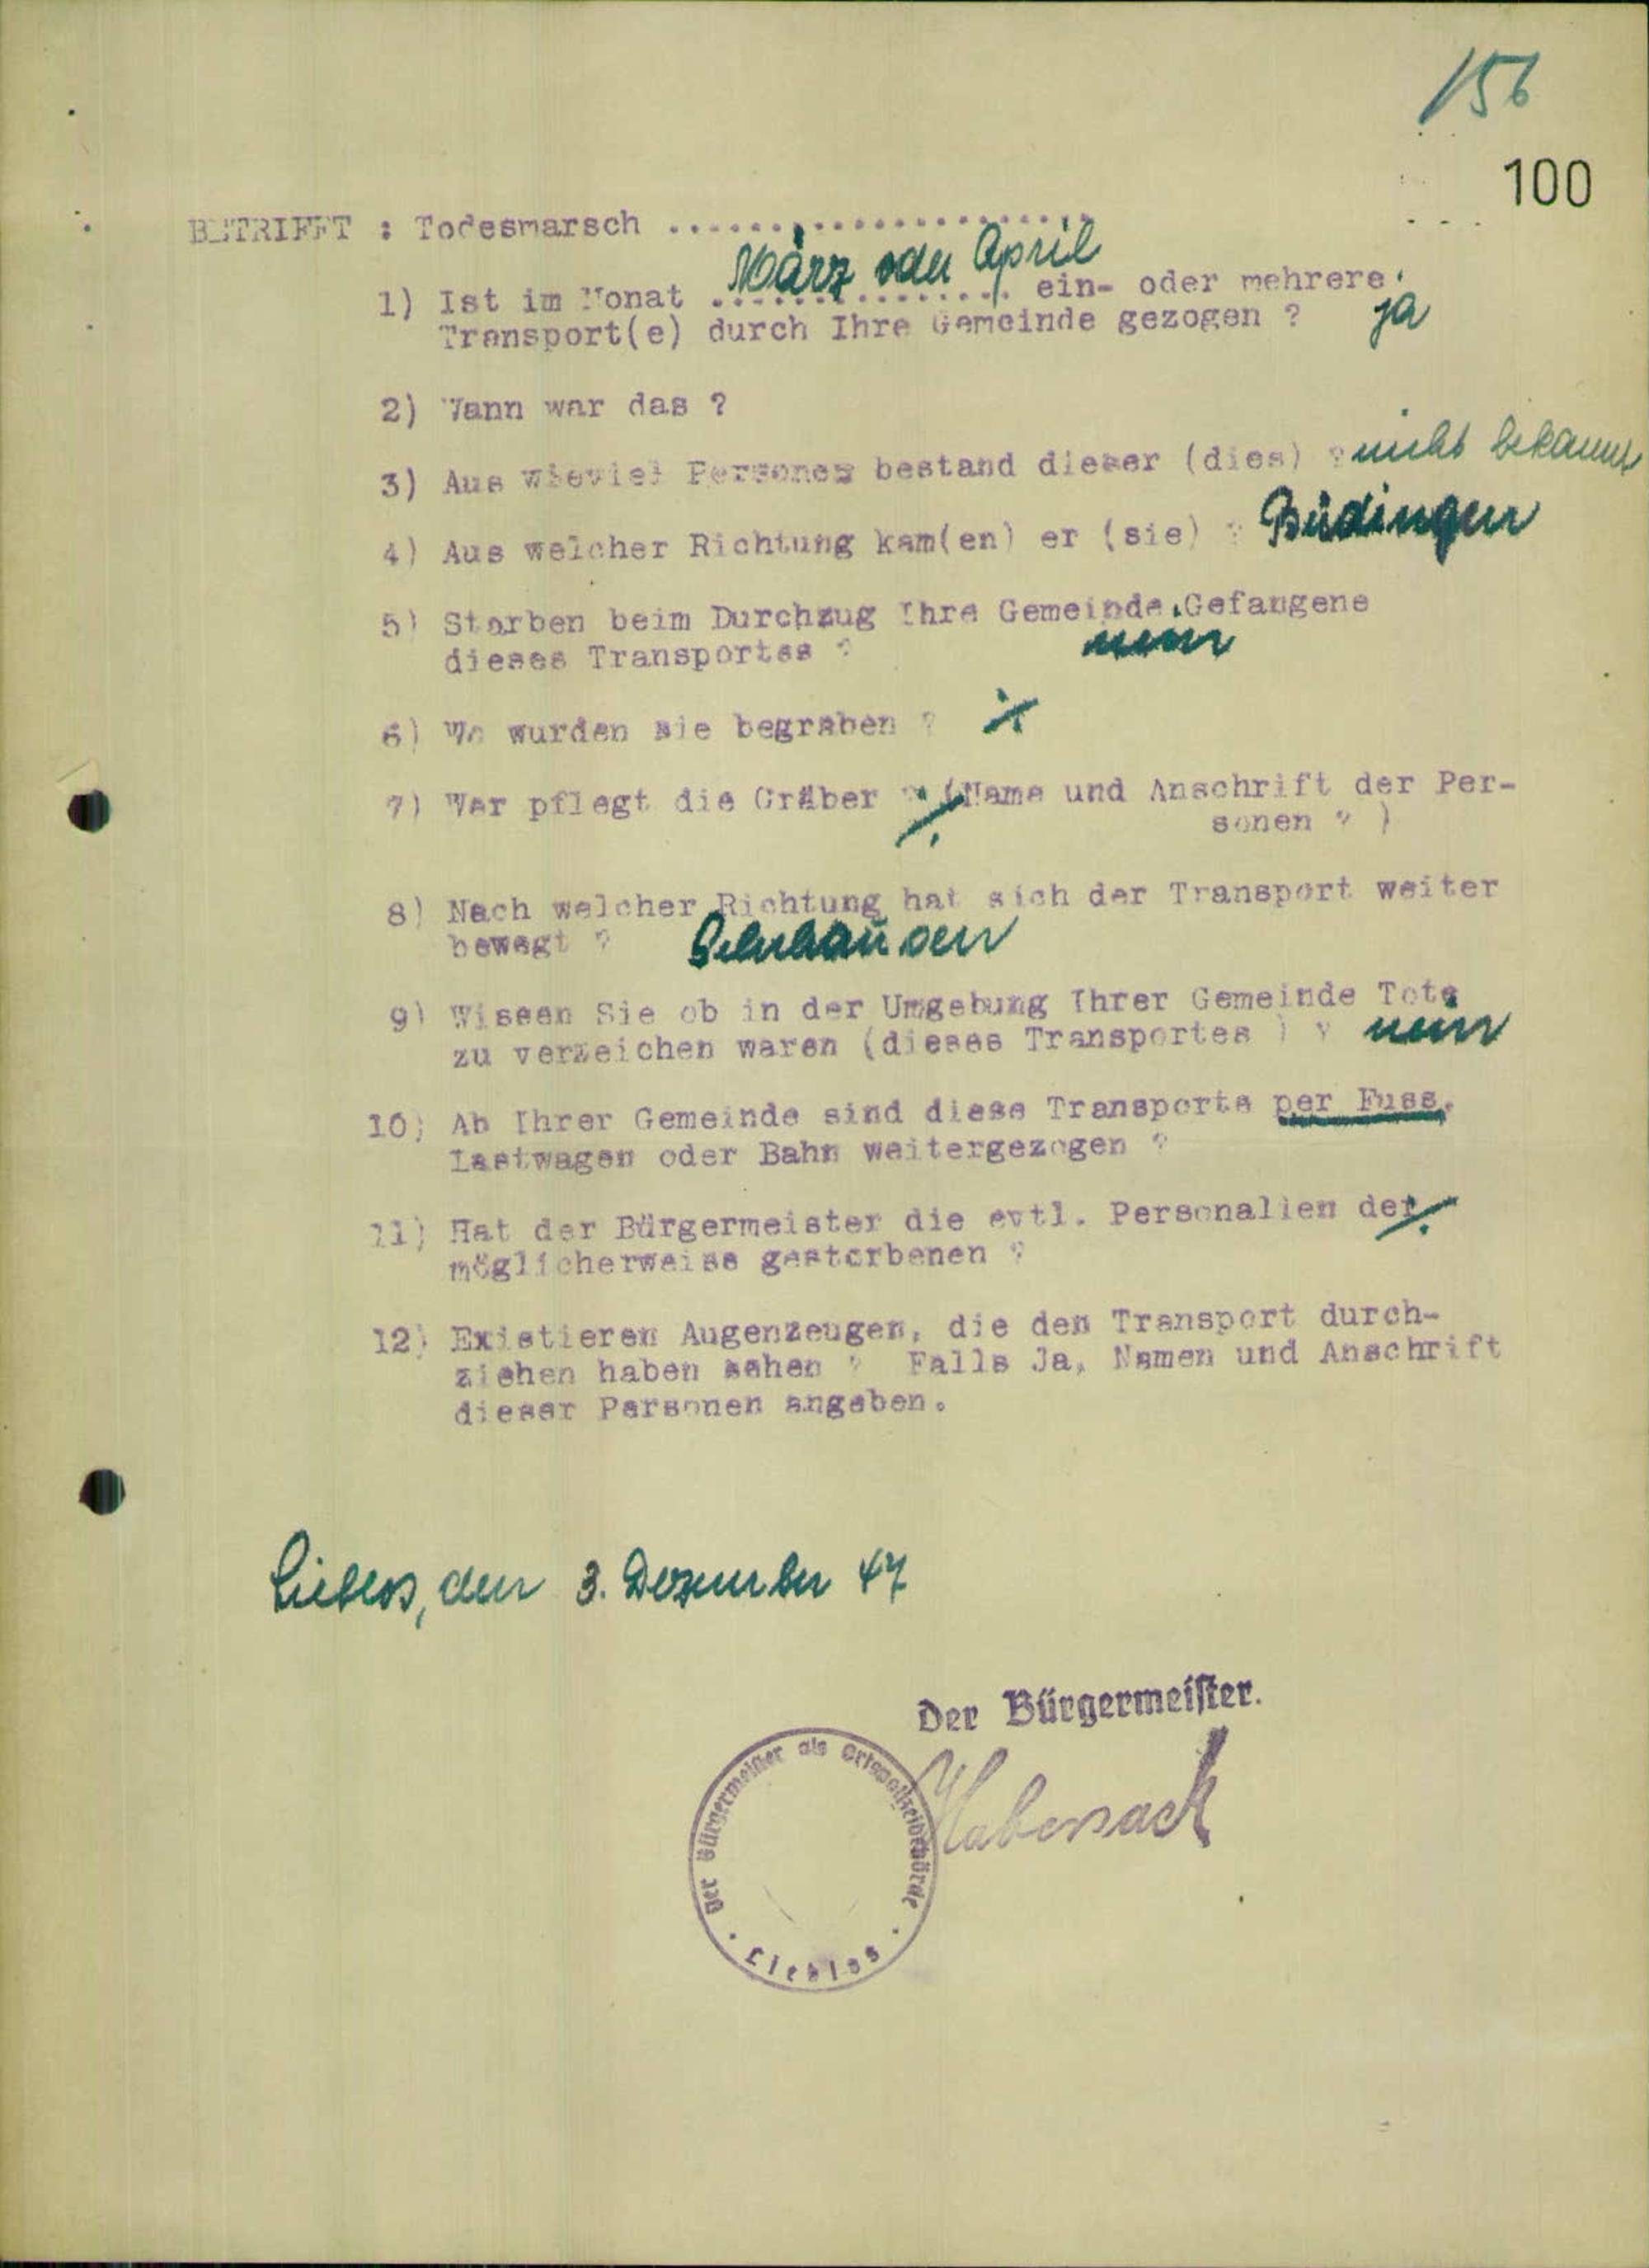 156
100
BETRIFFT : Todesmarsch ........................
März oder April
1) Ist im Monat ................ ein- oder mehrere
Transport(e) durch Ihre Gemeinde gezogen ? ja
2) Wann war das ?
3) Aus wieviel Personen bestand dieser (dies) ? nicht bekannt
4) Aus welcher Richtung kam(en) er (sie) ? Büdingen
5) Starben beim Durchzug Ihre Gemeinde Gefangene
dieses Transportes ? nein
6) Wo wurden sie begraben ? ⁒
7) Wer pflegt die Gräber ? ⁒ (Name und Anschrift der Per-
sonen ? )
8) Nach welcher Richtung hat sich der Transport weiter
bewegt ? Gelnhausen
9) Wissen Sie ob in der Umgebung Ihrer Gemeinde Tote
zu verzeichen waren (dieses Transportes ) ? nein
10) Ab Ihrer Gemeinde sind diese Transporte per Fuss,
Lastwagen oder Bahn weitergezogen ?
11) Hat der Bürgermeister die evtl. Personalien der ⁒
möglicherweise gestorbenen ?
12) Existieren Augenzeugen, die den Transport durch-
ziehen haben sehen ? Falls Ja, Namen und Anschrift
dieser Personen angeben.
Lieblos, den 3. Dezember 47
Der Bürgermeister.
Habersack
Der Bürgermeister als Ortspolizeibehörde
· Lieblos ·